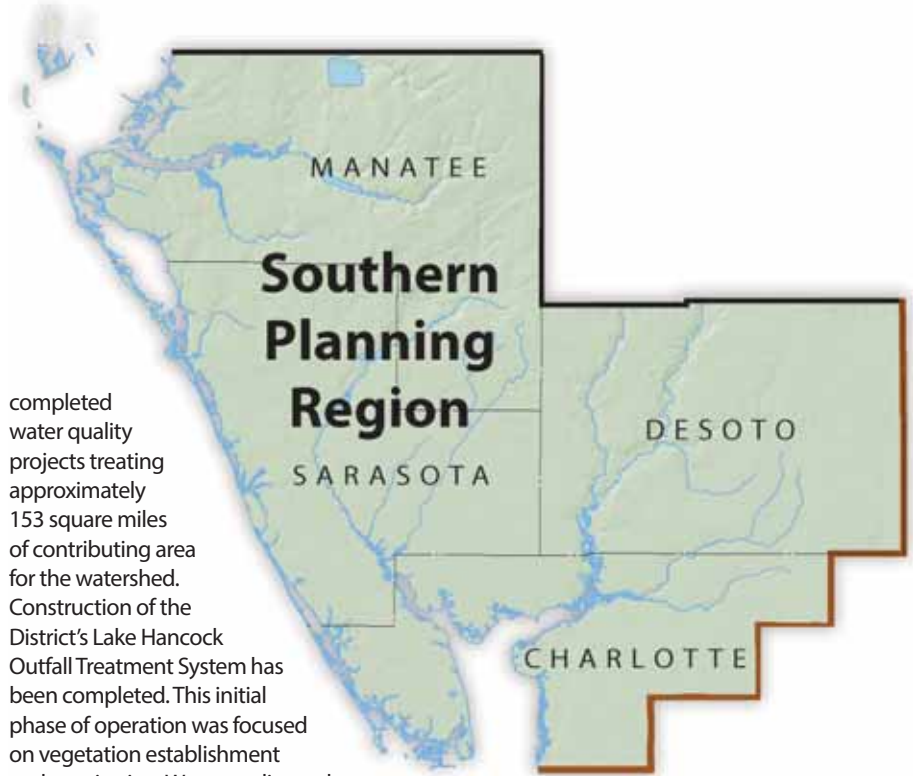 MANATEE
Southern
Planning
Region
DESOTO
SARASOTA
CHARLOTTE
completed
water quality
projects treating
approximately
153 square miles
of contributing area
for the watershed.
Construction of the
District's Lake Hancock
Outfall Treatment System has
been completed. This initial
phase of operation was focused
on vegetation establishment